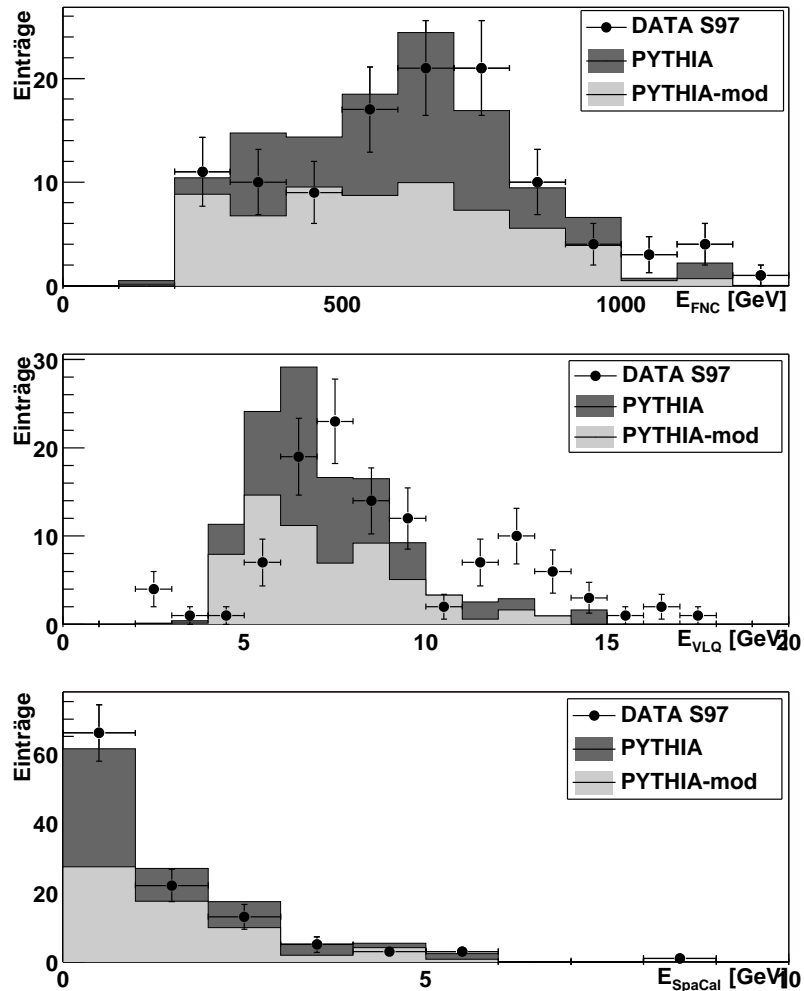 Einträge
DATA S97
PYTHIA
PYTHIA-mod
20
10
0
0 500 1000
E_FNC [GeV]
Einträge
DATA S97
PYTHIA
PYTHIA-mod
30
20
10
0
0 5 10 15 20
E_VLQ [GeV]
Einträge
DATA S97
PYTHIA
PYTHIA-mod
60
40
20
0
0 5 10
E_SpaCal [GeV]